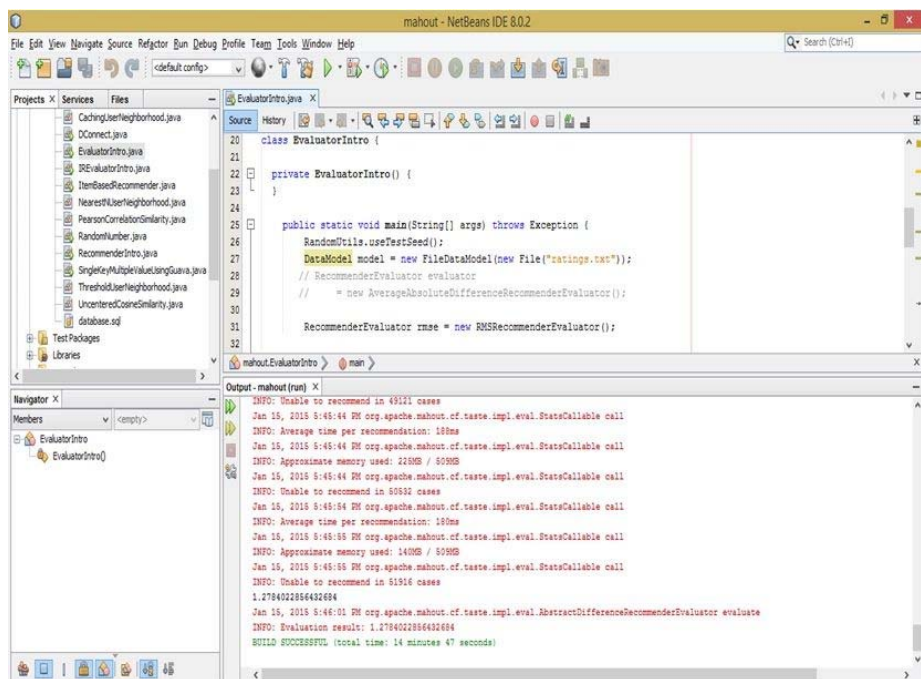 mahout - NetBeans IDE 8.0.2
File Edit View Navigate Source Refactor Run Debug Profile Team Tools Window Help
Search (Ctrl+I)
<default config>
Projects X Services Files
CachingUserNeighborhood.java
DConnect.java
EvaluatorIntro.java
IREvaluatorIntro.java
ItemBasedRecommender.java
NearestNUserNeighborhood.java
PearsonCorrelationSimilarity.java
RandomNumber.java
RecommenderIntro.java
SingleKeyMultipleValueUsingGuava.java
ThresholdUserNeighborhood.java
UncenteredCosineSimilarity.java
database.sql
Test Packages
Libraries
Navigator X
Members <empty>
EvaluatorIntro
EvaluatorIntro()
EvaluatorIntro.java X
Source History
20 class EvaluatorIntro {
21
22 private EvaluatorIntro() {
23 }
24
25 public static void main(String[] args) throws Exception {
26 RandomUtils.useTestSeed();
27 DataModel model = new FileDataModel(new File("ratings.txt"));
28 // RecommenderEvaluator evaluator
29 // = new AverageAbsoluteDifferenceRecommenderEvaluator();
30
31 RecommenderEvaluator rmse = new RMSRecommenderEvaluator();
32
mahout.EvaluatorIntro main
Output - mahout (run) X
INFO: Unable to recommend in 49121 cases
Jan 15, 2015 5:45:44 PM org.apache.mahout.cf.taste.impl.eval.StatsCallable call
INFO: Average time per recommendation: 188ms
Jan 15, 2015 5:45:44 PM org.apache.mahout.cf.taste.impl.eval.StatsCallable call
INFO: Approximate memory used: 225MB / 509MB
Jan 15, 2015 5:45:44 PM org.apache.mahout.cf.taste.impl.eval.StatsCallable call
INFO: Unable to recommend in 50532 cases
Jan 15, 2015 5:45:54 PM org.apache.mahout.cf.taste.impl.eval.StatsCallable call
INFO: Average time per recommendation: 180ms
Jan 15, 2015 5:45:55 PM org.apache.mahout.cf.taste.impl.eval.StatsCallable call
INFO: Approximate memory used: 140MB / 509MB
Jan 15, 2015 5:45:55 PM org.apache.mahout.cf.taste.impl.eval.StatsCallable call
INFO: Unable to recommend in 51916 cases
1.2784022856432684
Jan 15, 2015 5:46:01 PM org.apache.mahout.cf.taste.impl.eval.AbstractDifferenceRecommenderEvaluator evaluate
INFO: Evaluation result: 1.2784022856432684
BUILD SUCCESSFUL (total time: 14 minutes 47 seconds)